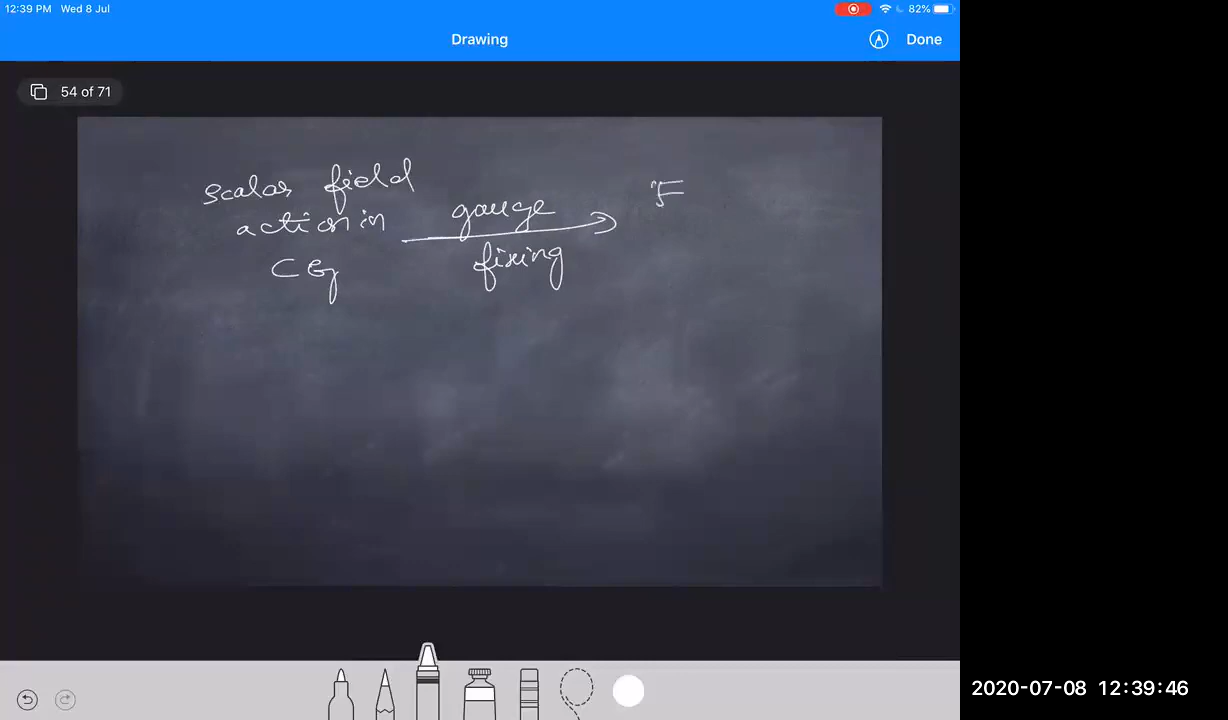 12:39 PM Wed 8 Jul
82%
Drawing
Done
54 of 71
scalar field
action in
CG
gauge
fixing
F
2020-07-08 12:39:46